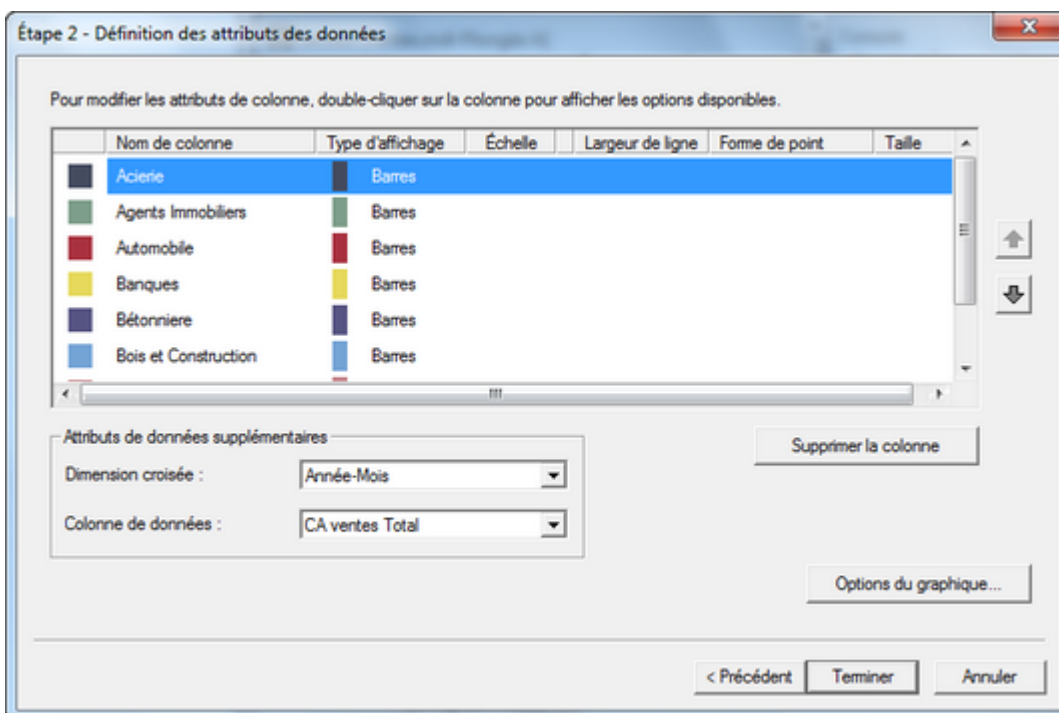 Étape 2 - Définition des attributs des données
Pour modifier les attributs de colonne, double-cliquer sur la colonne pour afficher les options disponibles.
Nom de colonne Type d'affichage Échelle Largeur de ligne Forme de point Taille
Acierie Barres
Agents Immobiliers Barres
Automobile Barres
Banques Barres
Bétonniere Barres
Bois et Construction Barres
Attributs de données supplémentaires
Supprimer la colonne
Dimension croisée : Année-Mois
Colonne de données : CA ventes Total
Options du graphique...
< Précédent Terminer Annuler